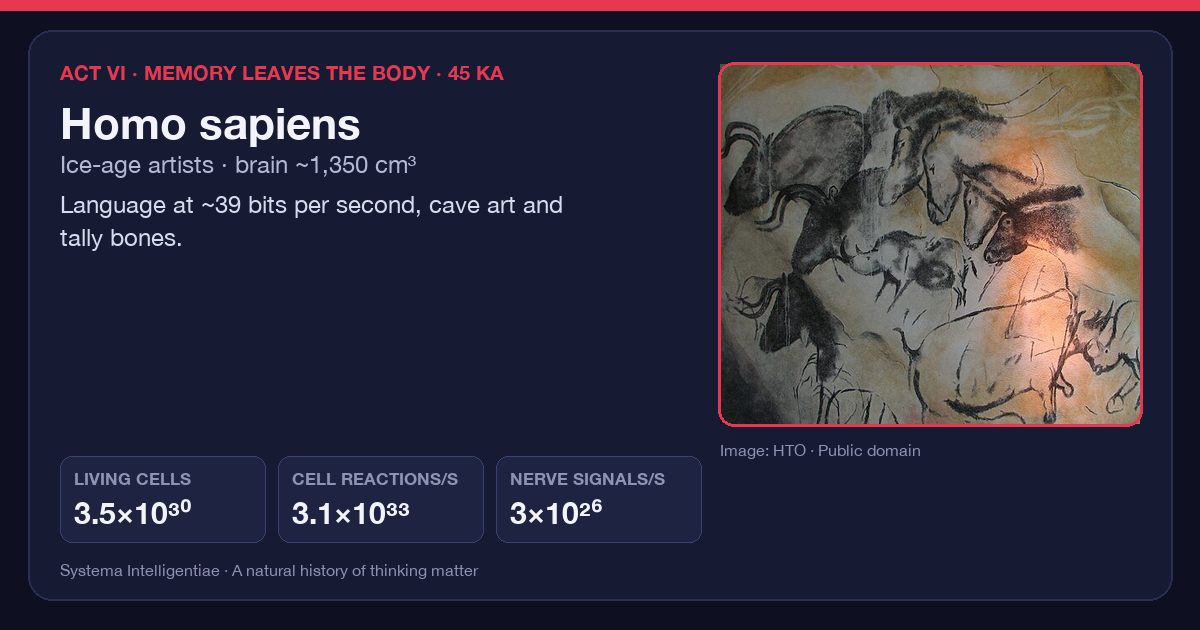 ACT VI · MEMORY LEAVES THE BODY · 45 KA
Homo sapiens
Ice-age artists · brain ~1,350 cm³
Language at ~39 bits per second, cave art and
tally bones.
Image: HTO · Public domain
LIVING CELLS
3.5×10³⁰
CELL REACTIONS/S
3.1×10³³
NERVE SIGNALS/S
3×10²⁶
Systema Intelligentiae · A natural history of thinking matter